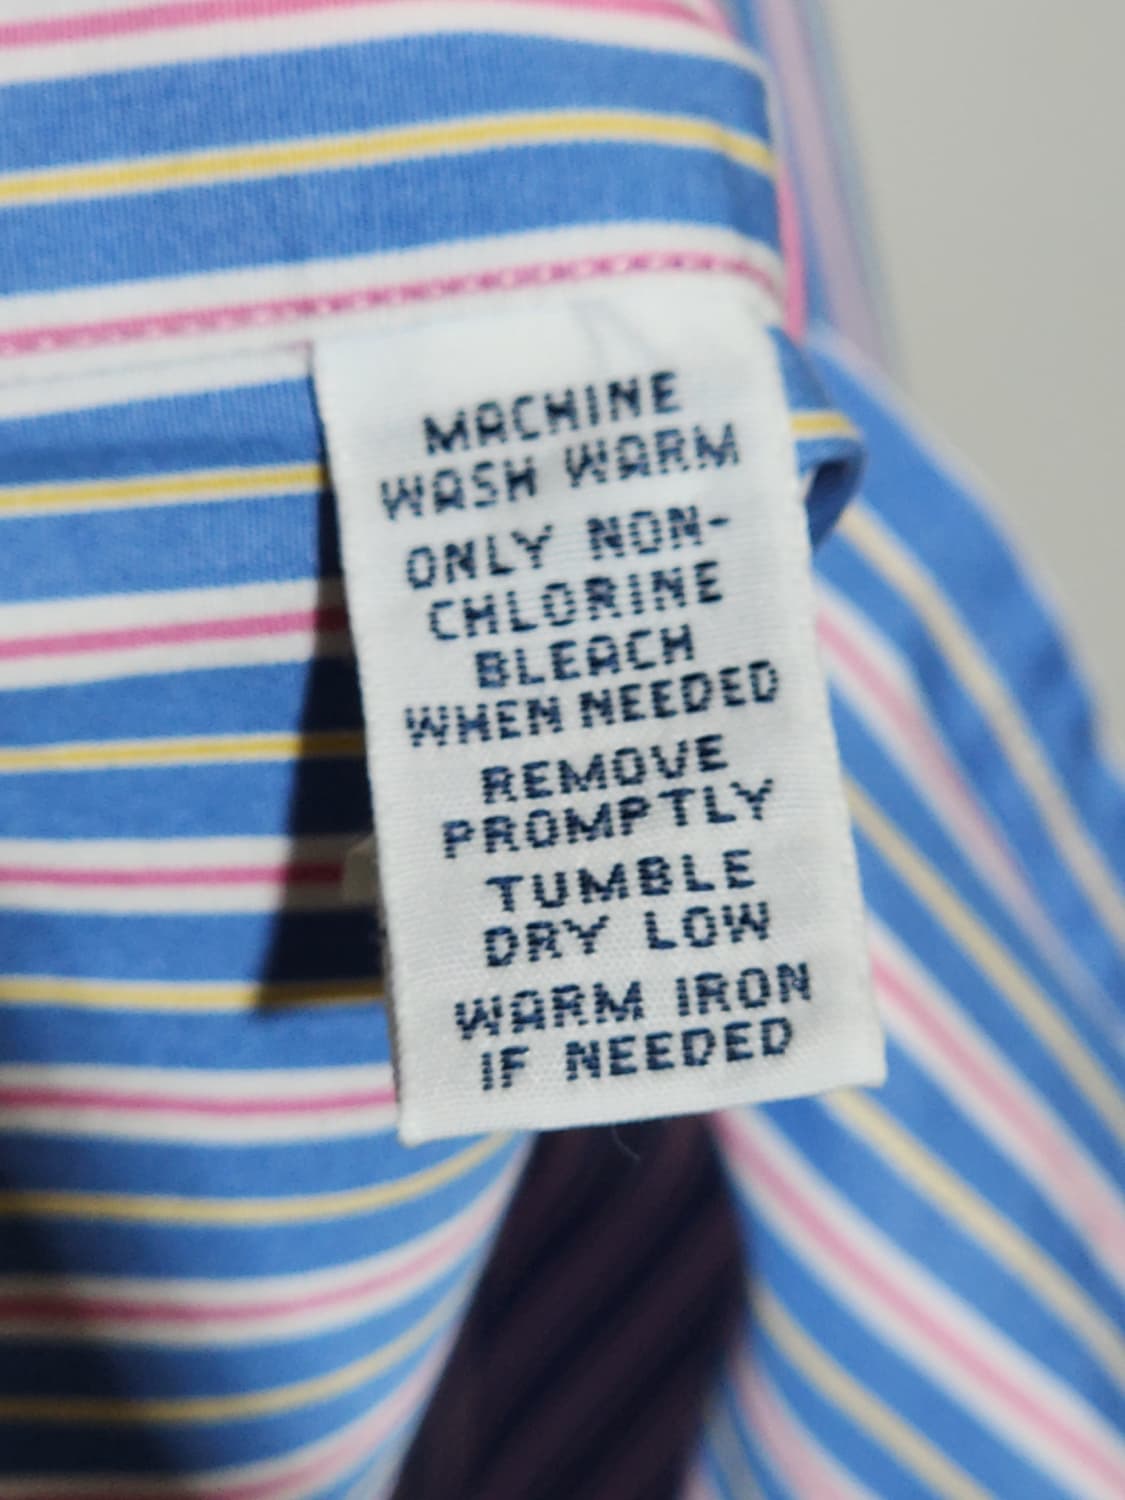 MACHINE
WASH WARM
ONLY NON-
CHLORINE
BLEACH
WHEN NEEDED
REMOVE
PROMPTLY
TUMBLE
DRY LOW
WARM IRON
IF NEEDED